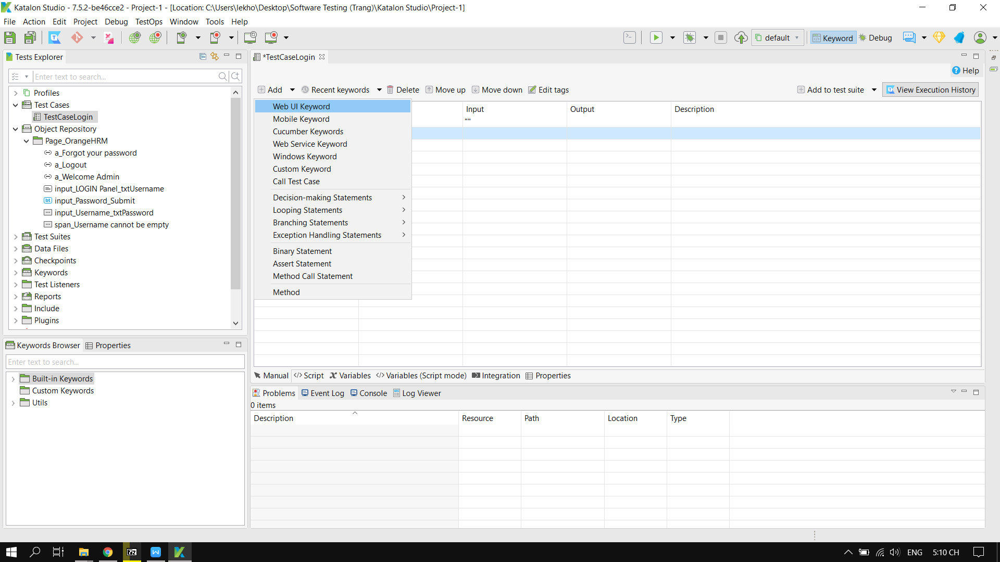 Katalon Studio - 7.5.2-be46cce2 - Project-1 - [Location: C:\Users\lekho\Desktop\Software Testing (Trang)\Katalon Studio\Project-1]
File Action Edit Project Debug TestOps Window Tools Help
default Keyword Debug
Tests Explorer
Enter text to search...
Profiles
Test Cases
TestCaseLogin
Object Repository
Page_OrangeHRM
a_Forgot your password
a_Logout
a_Welcome Admin
input_LOGIN Panel_txtUsername
bt input_Password_Submit
input_Username_txtPassword
span_Username cannot be empty
Test Suites
Data Files
Checkpoints
Keywords
Test Listeners
Reports
Include
Plugins
Keywords Browser Properties
Enter text to search...
Built-in Keywords
Custom Keywords
Utils
*TestCaseLogin
Help
Add Recent keywords Delete Move up Move down Edit tags Add to test suite View Execution History
Input Output Description
""
Web UI Keyword
Mobile Keyword
Cucumber Keywords
Web Service Keyword
Windows Keyword
Custom Keyword
Call Test Case
Decision-making Statements
Looping Statements
Branching Statements
Exception Handling Statements
Binary Statement
Assert Statement
Method Call Statement
Method
Manual Script Variables Variables (Script mode) Integration Properties
Problems Event Log Console Log Viewer
0 items
Description Resource Path Location Type
ENG 5:10 CH